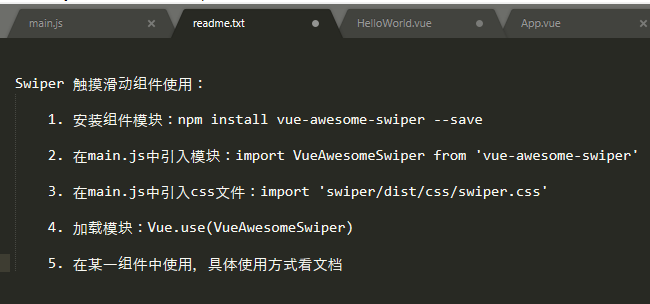 main.js
readme.txt
HelloWorld.vue
App.vue
Swiper 触摸滑动组件使用：
1. 安装组件模块：npm install vue-awesome-swiper --save
2. 在main.js中引入模块：import VueAwesomeSwiper from 'vue-awesome-swiper'
3. 在main.js中引入css文件：import 'swiper/dist/css/swiper.css'
4. 加载模块：Vue.use(VueAwesomeSwiper)
5. 在某一组件中使用，具体使用方式看文档